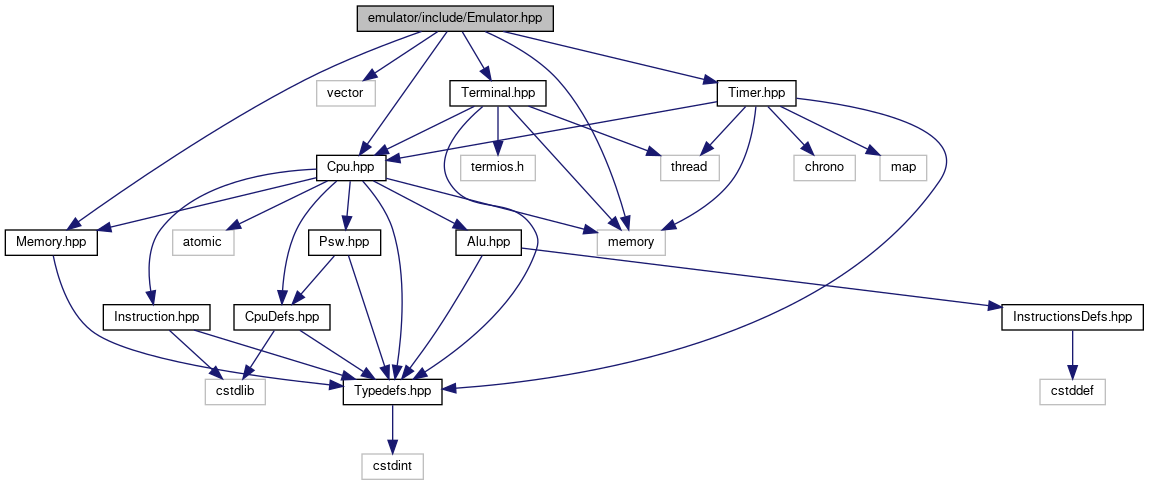 emulator/include/Emulator.hpp
vector
Terminal.hpp
Timer.hpp
Cpu.hpp
termios.h
thread
chrono
map
Memory.hpp
atomic
Psw.hpp
Alu.hpp
memory
Instruction.hpp
CpuDefs.hpp
InstructionsDefs.hpp
cstdlib
Typedefs.hpp
cstddef
cstdint